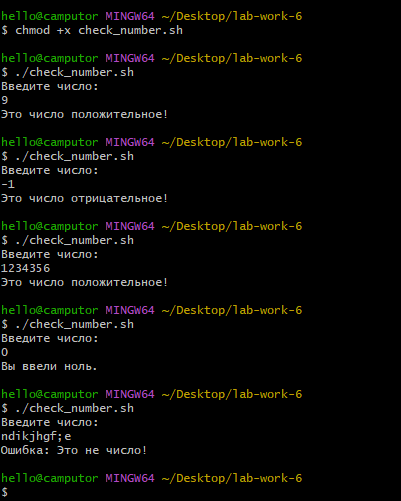 hello@camputor MINGW64 ~/Desktop/lab-work-6
$ chmod +x check_number.sh
hello@camputor MINGW64 ~/Desktop/lab-work-6
$ ./check_number.sh
Введите число:
9
Это число положительное!
hello@camputor MINGW64 ~/Desktop/lab-work-6
$ ./check_number.sh
Введите число:
-1
Это число отрицательное!
hello@camputor MINGW64 ~/Desktop/lab-work-6
$ ./check_number.sh
Введите число:
1234356
Это число положительное!
hello@camputor MINGW64 ~/Desktop/lab-work-6
$ ./check_number.sh
Введите число:
0
Вы ввели ноль.
hello@camputor MINGW64 ~/Desktop/lab-work-6
$ ./check_number.sh
Введите число:
ndikjhgf;e
Ошибка: Это не число!
hello@camputor MINGW64 ~/Desktop/lab-work-6
$